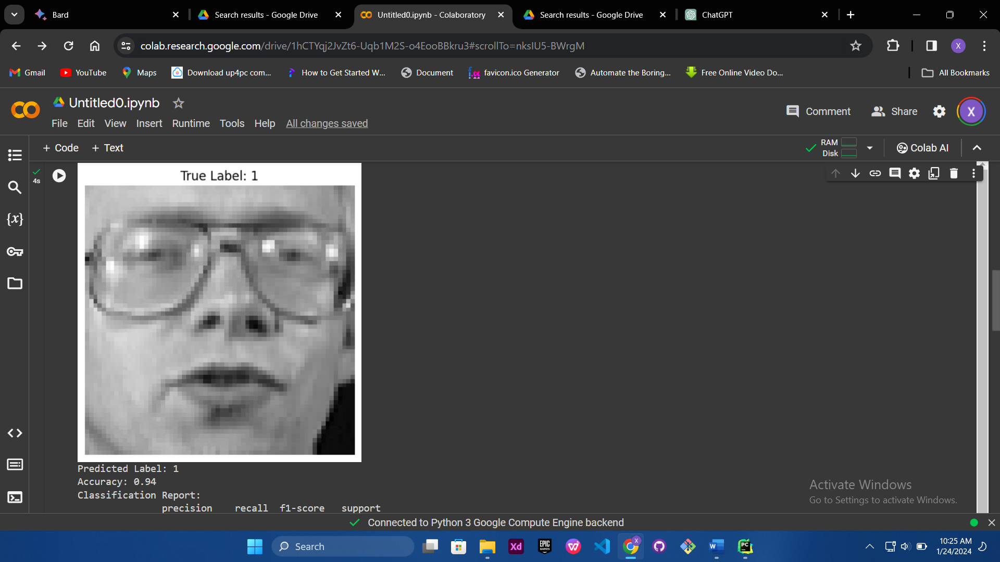 Bard
Search results - Google Drive
Untitled0.ipynb - Colaboratory
Search results - Google Drive
ChatGPT
colab.research.google.com/drive/1hCTYqj2JvZt6-Uqb1M2S-o4EooBBkru3#scrollTo=nksIU5-BWrgM
X
Gmail
YouTube
Maps
Download up4pc com...
How to Get Started W...
Document
favicon.ico Generator
Automate the Boring...
Free Online Video Do...
All Bookmarks
Untitled0.ipynb
Comment
Share
X
File Edit View Insert Runtime Tools Help All changes saved
+ Code + Text
RAM
Disk
Colab AI
4s
True Label: 1
{x}
Predicted Label: 1
Accuracy: 0.94
Classification Report:
precision recall f1-score support
Activate Windows
Go to Settings to activate Windows.
Connected to Python 3 Google Compute Engine backend
Search
Xd
EPIC
GAMES
X
W
PC
10:25 AM
1/24/2024